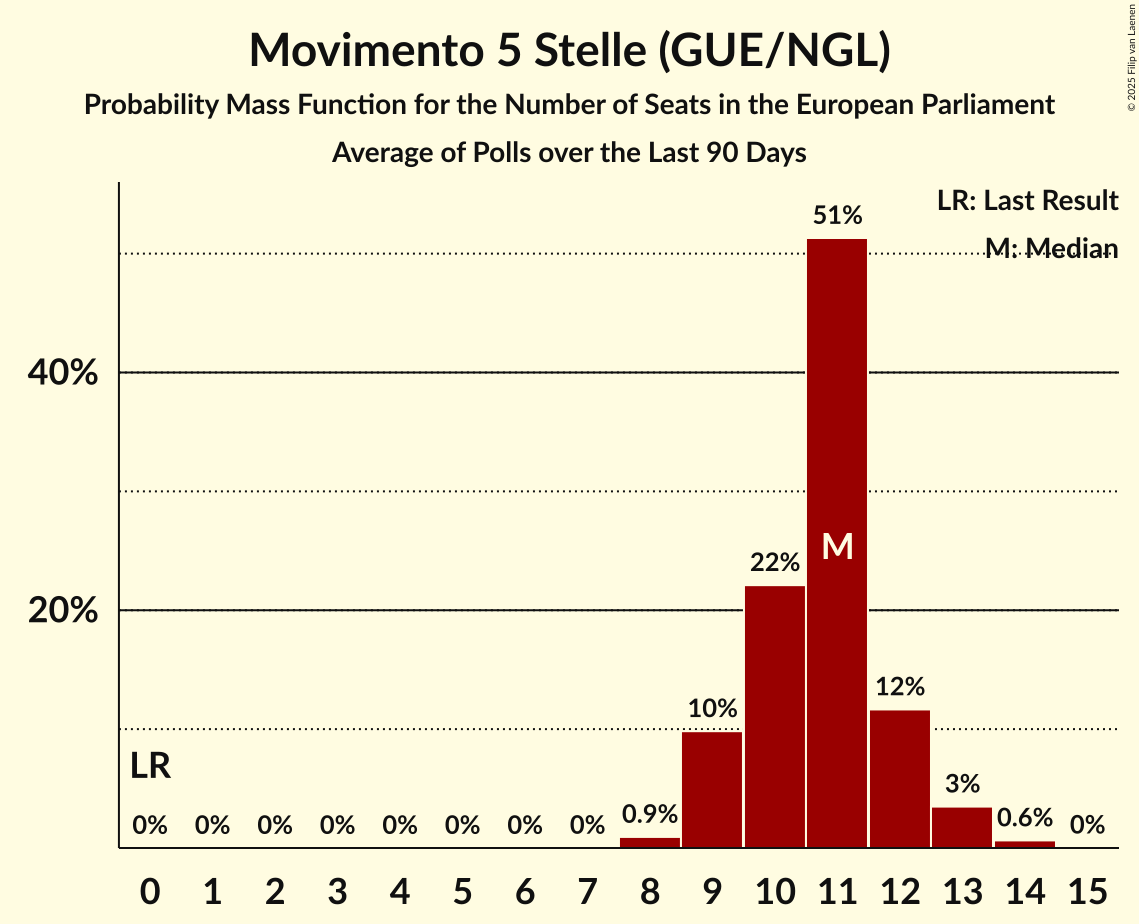 Movimento 5 Stelle (GUE/NGL)
Probability Mass Function for the Number of Seats in the European Parliament
Average of Polls over the Last 90 Days
© 2025 Filip van Laenen
LR: Last Result
M: Median
51%
40%
22%
M
20%
12%
10%
LR
3%
0% 0% 0% 0% 0% 0% 0% 0% 0.9% 0.6% 0%
0 1 2 3 4 5 6 7 8 9 10 11 12 13 14 15